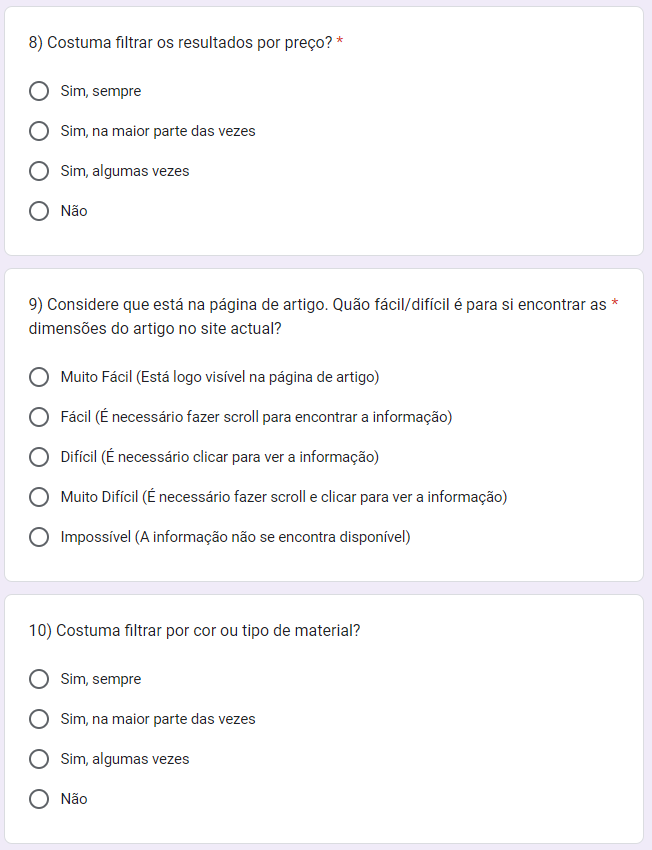 8) Costuma filtrar os resultados por preço? *
Sim, sempre
Sim, na maior parte das vezes
Sim, algumas vezes
Não
9) Considere que está na página de artigo. Quão fácil/difícil é para si encontrar as *
dimensões do artigo no site actual?
Muito Fácil (Está logo visível na página de artigo)
Fácil (É necessário fazer scroll para encontrar a informação)
Difícil (É necessário clicar para ver a informação)
Muito Difícil (É necessário fazer scroll e clicar para ver a informação)
Impossível (A informação não se encontra disponível)
10) Costuma filtrar por cor ou tipo de material?
Sim, sempre
Sim, na maior parte das vezes
Sim, algumas vezes
Não